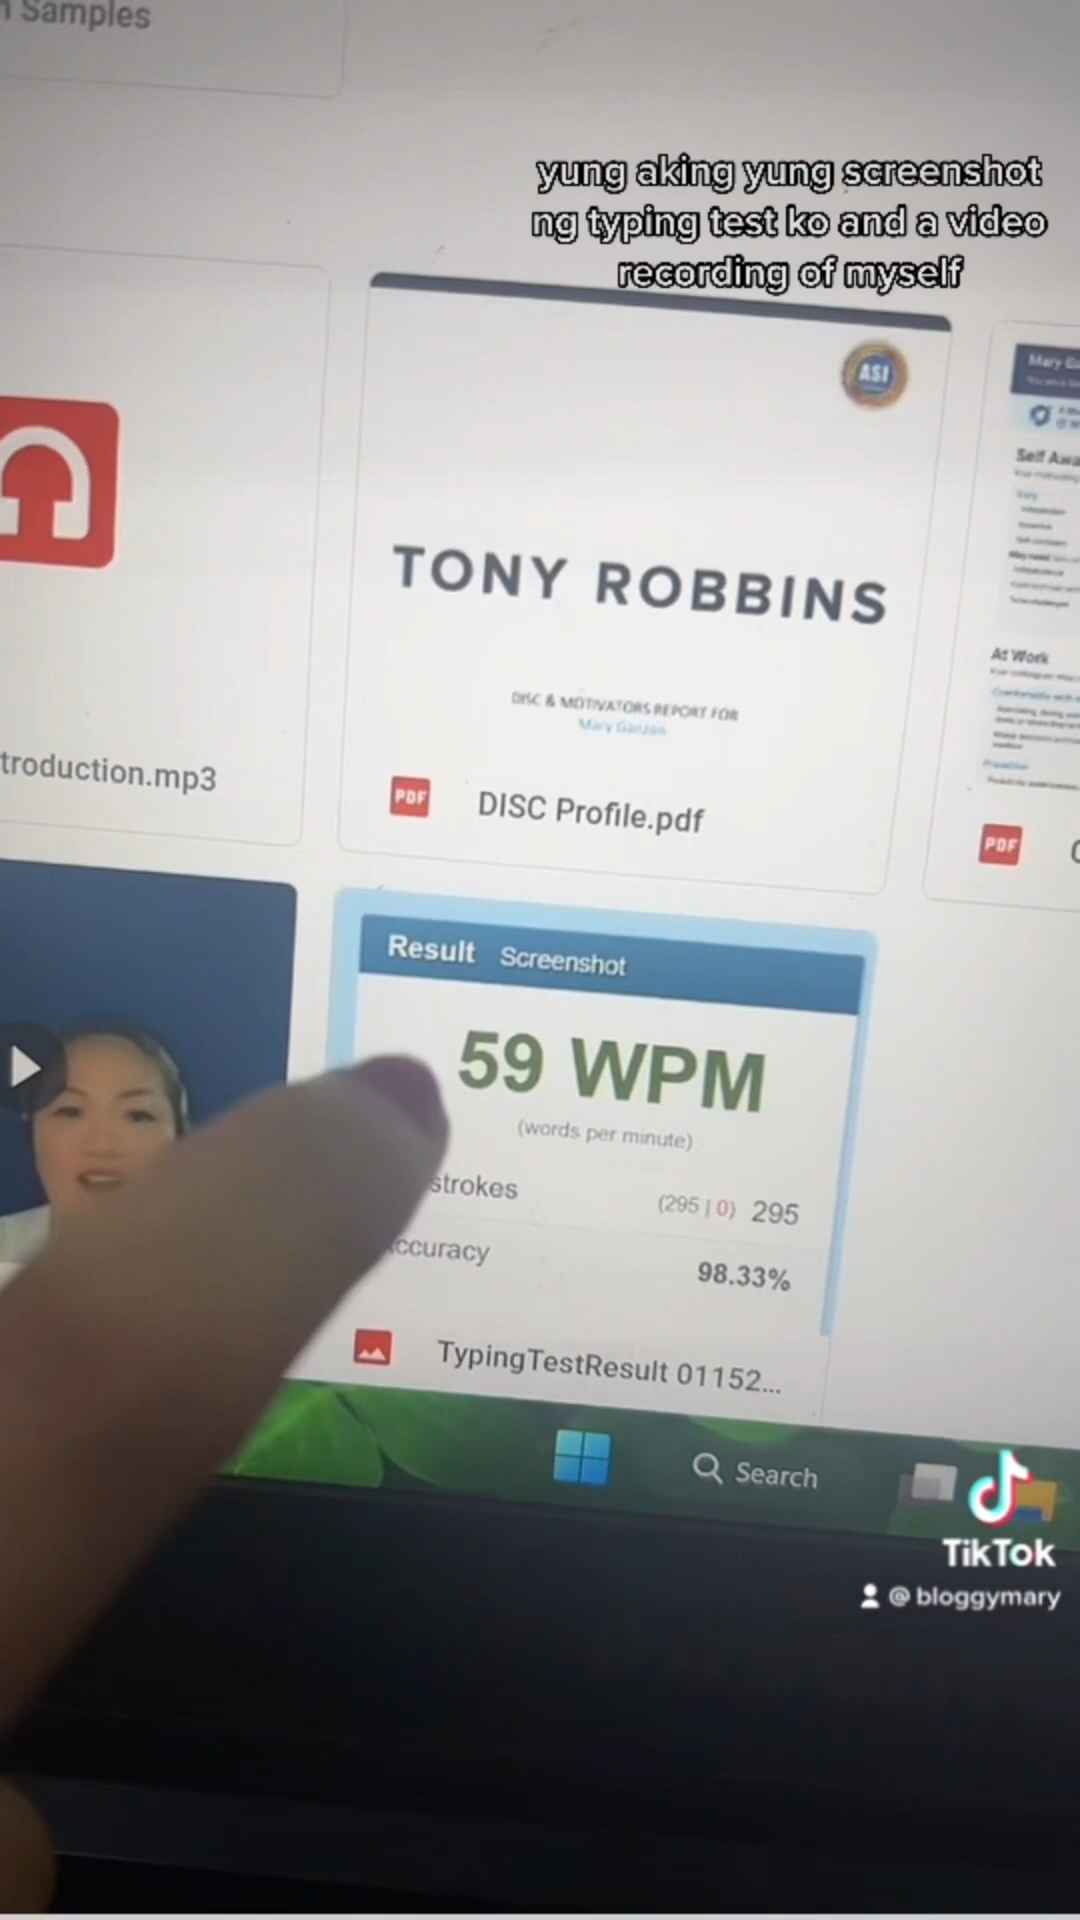 Samples
yung aking yung screenshot
ng typing test ko and a video
recording of myself
ASI
TONY ROBBINS
DISC & MOTIVATORS REPORT FOR
Mary Ganzon
troduction.mp3
PDF DISC Profile.pdf
Self Awa
At Work
PDF
Result Screenshot
59 WPM
(words per minute)
strokes (295 | 0) 295
ccuracy 98.33%
TypingTestResult 01152...
Search
TikTok
@bloggymary